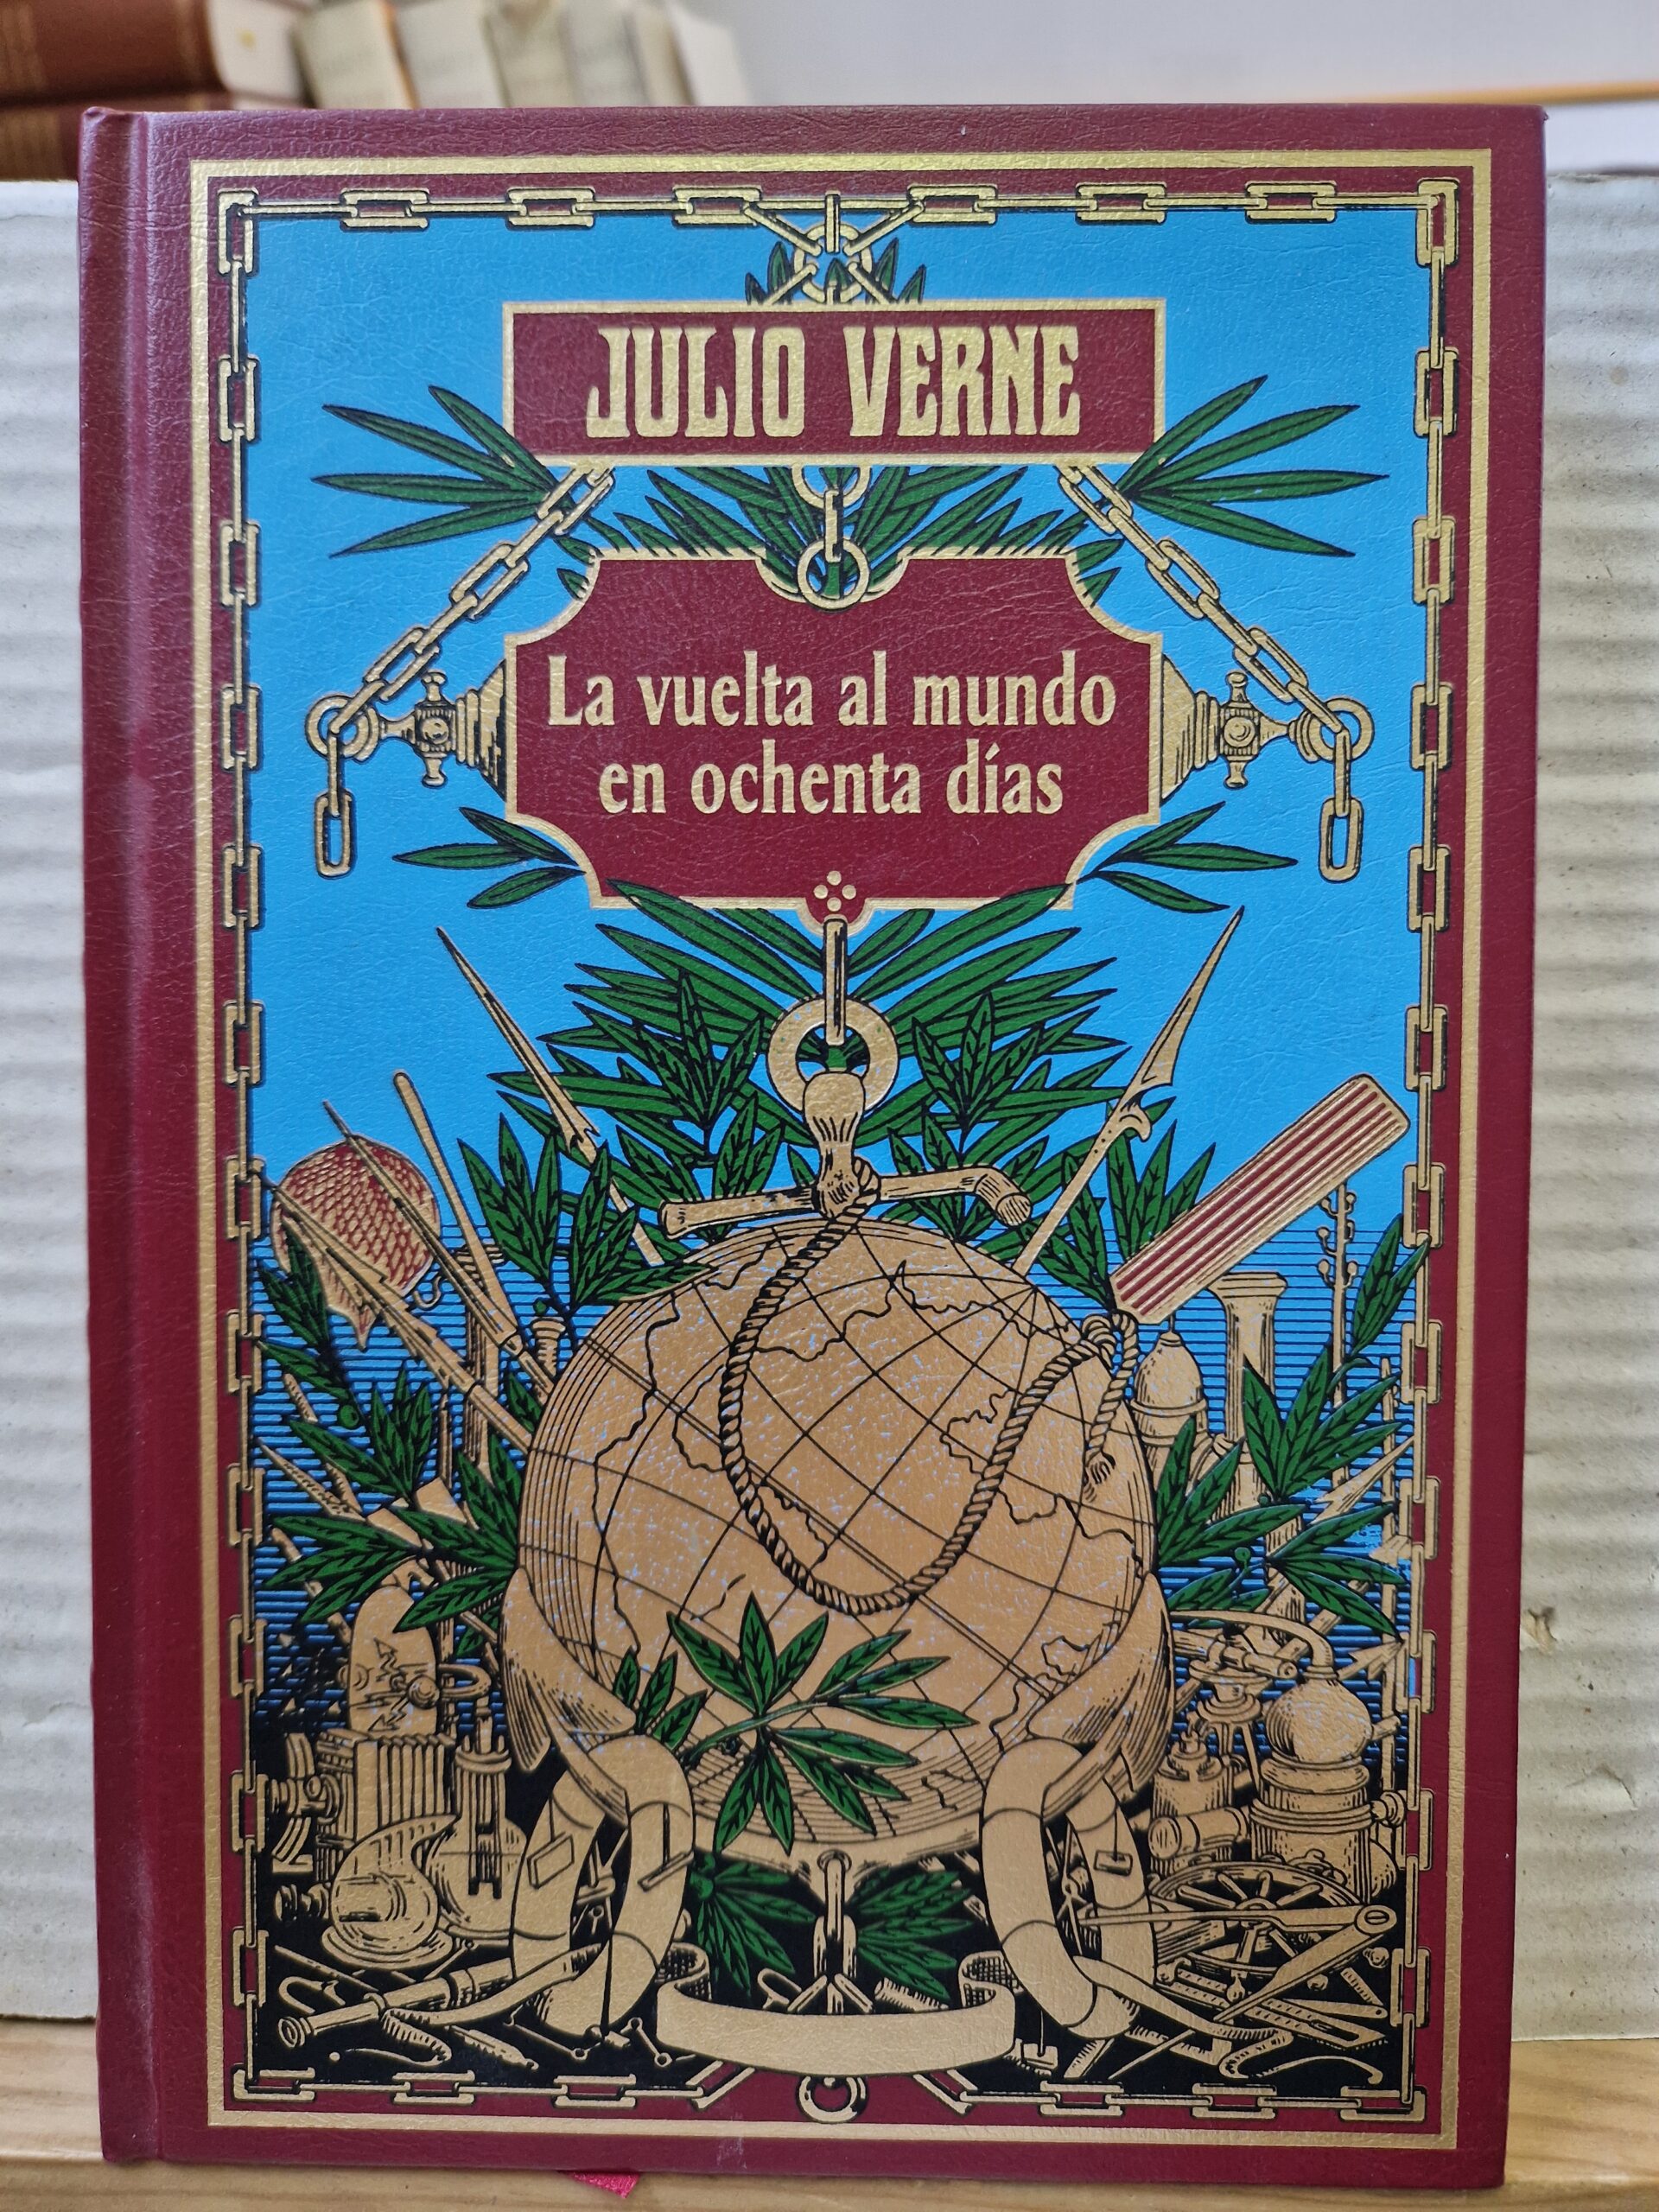 JULIO VERNE
La vuelta al mundo
en ochenta días